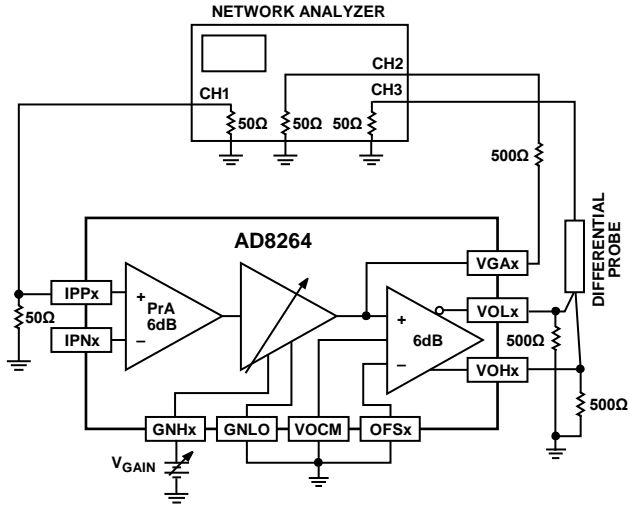 NETWORK ANALYZER
CH1
CH2
CH3
50Ω
50Ω
50Ω
500Ω
AD8264
DIFFERENTIAL
PROBE
IPPx
IPNx
50Ω
+
PrA
6dB
–
+
6dB
–
VGAx
VOLx
VOHx
500Ω
500Ω
GNHx
GNLO
VOCM
OFSx
VGAIN